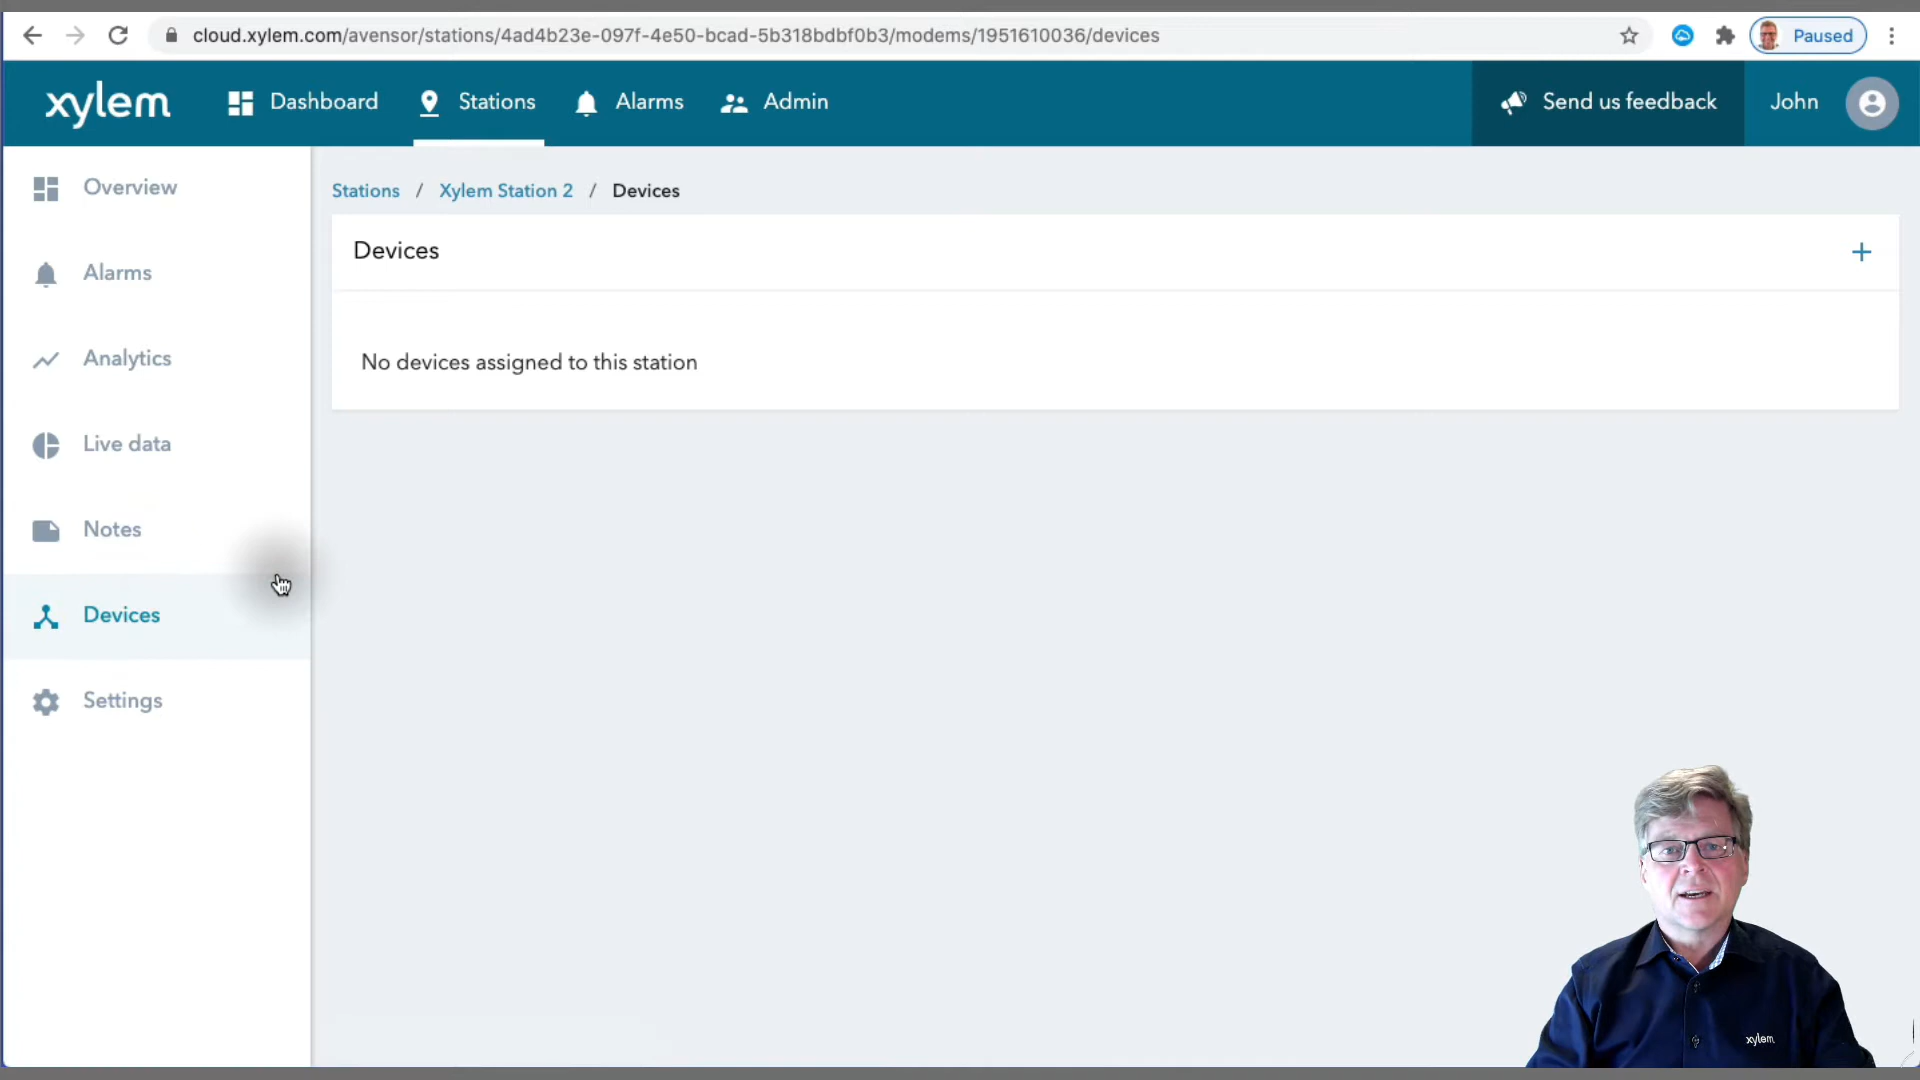 cloud.xylem.com/avensor/stations/4ad4b23e-097f-4e50-bcad-5b318bdbf0b3/modems/1951610036/devices
Paused
xylem
Dashboard
Stations
Alarms
Admin
Send us feedback
John
Overview
Alarms
Analytics
Live data
Notes
Devices
Settings
Stations / Xylem Station 2 / Devices
Devices
+
No devices assigned to this station
xylem